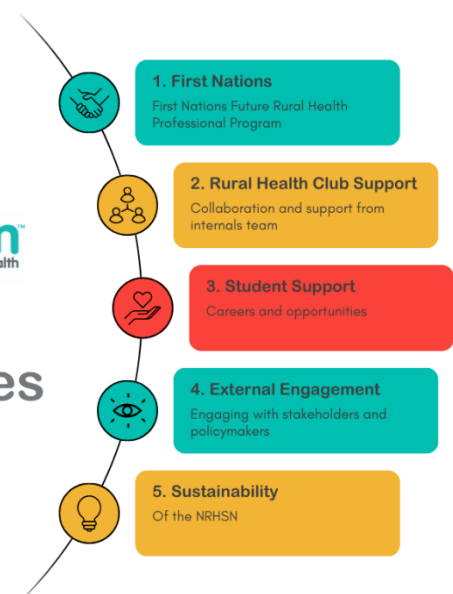 1. First Nations
First Nations Future Rural Health
Professional Program
2. Rural Health Club Support
Collaboration and support from
internals team
3. Student Support
Careers and opportunities
4. External Engagement
Engaging with stakeholders and
policymakers
5. Sustainability
Of the NRHSN